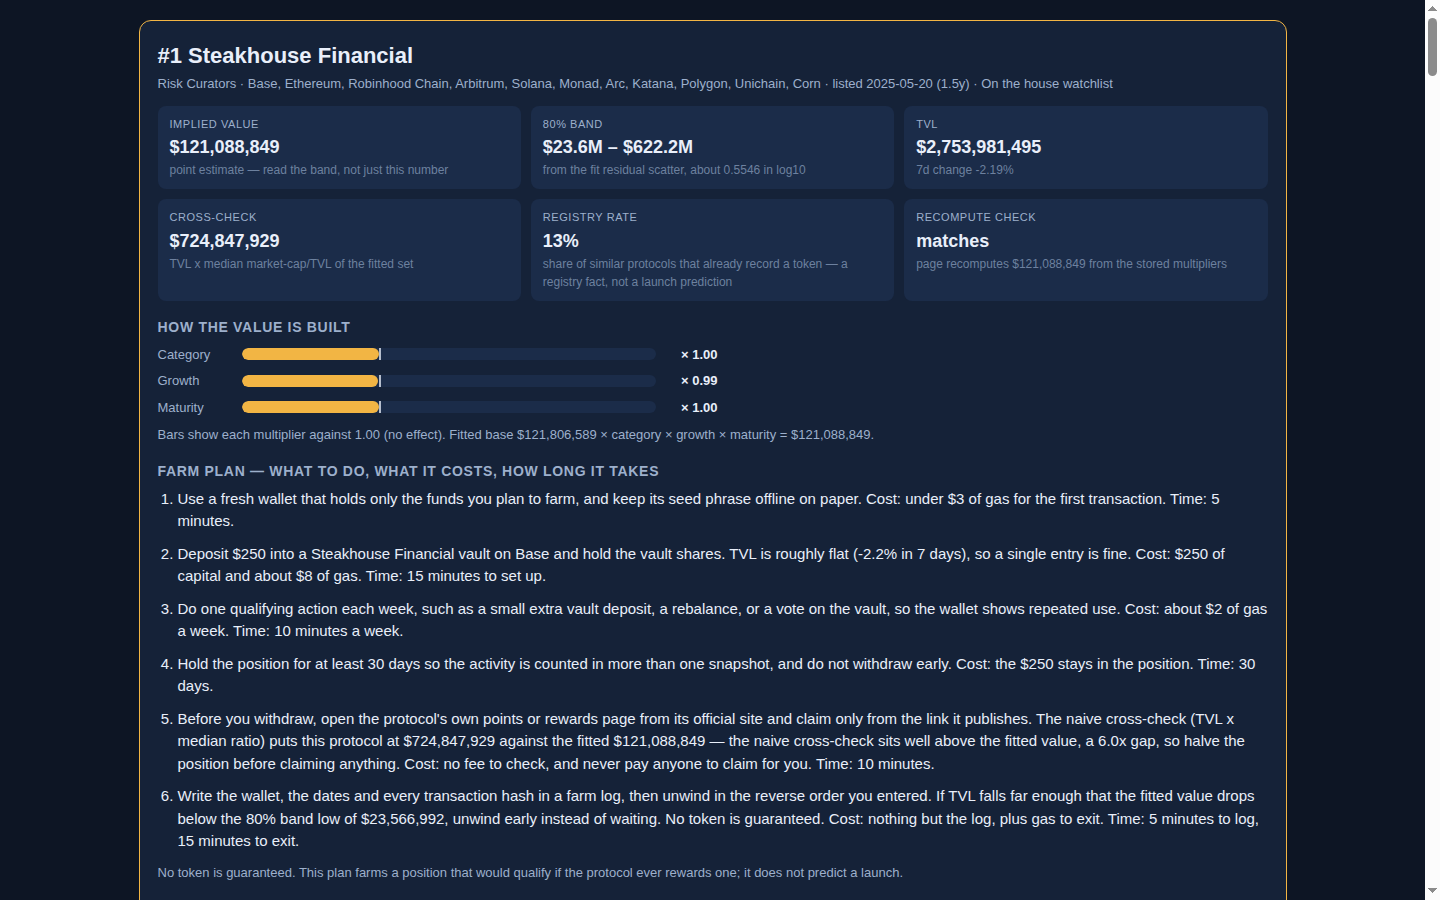 #1 Steakhouse Financial
Risk Curators · Base, Ethereum, Robinhood Chain, Arbitrum, Solana, Monad, Arc, Katana, Polygon, Unichain, Corn · listed 2025-05-20 (1.5y) · On the house watchlist
IMPLIED VALUE
$121,088,849
point estimate — read the band, not just this number
80% BAND
$23.6M – $622.2M
from the fit residual scatter, about 0.5546 in log10
TVL
$2,753,981,495
7d change -2.19%
CROSS-CHECK
$724,847,929
TVL x median market-cap/TVL of the fitted set
REGISTRY RATE
13%
share of similar protocols that already record a token — a
registry fact, not a launch prediction
RECOMPUTE CHECK
matches
page recomputes $121,088,849 from the stored multipliers
HOW THE VALUE IS BUILT
Category × 1.00
Growth × 0.99
Maturity × 1.00
Bars show each multiplier against 1.00 (no effect). Fitted base $121,806,589 × category × growth × maturity = $121,088,849.
FARM PLAN — WHAT TO DO, WHAT IT COSTS, HOW LONG IT TAKES
1. Use a fresh wallet that holds only the funds you plan to farm, and keep its seed phrase offline on paper. Cost: under $3 of gas for the first transaction. Time: 5
minutes.
2. Deposit $250 into a Steakhouse Financial vault on Base and hold the vault shares. TVL is roughly flat (-2.2% in 7 days), so a single entry is fine. Cost: $250 of
capital and about $8 of gas. Time: 15 minutes to set up.
3. Do one qualifying action each week, such as a small extra vault deposit, a rebalance, or a vote on the vault, so the wallet shows repeated use. Cost: about $2 of gas
a week. Time: 10 minutes a week.
4. Hold the position for at least 30 days so the activity is counted in more than one snapshot, and do not withdraw early. Cost: the $250 stays in the position. Time: 30
days.
5. Before you withdraw, open the protocol's own points or rewards page from its official site and claim only from the link it publishes. The naive cross-check (TVL x
median ratio) puts this protocol at $724,847,929 against the fitted $121,088,849 — the naive cross-check sits well above the fitted value, a 6.0x gap, so halve the
position before claiming anything. Cost: no fee to check, and never pay anyone to claim for you. Time: 10 minutes.
6. Write the wallet, the dates and every transaction hash in a farm log, then unwind in the reverse order you entered. If TVL falls far enough that the fitted value drops
below the 80% band low of $23,566,992, unwind early instead of waiting. No token is guaranteed. Cost: nothing but the log, plus gas to exit. Time: 5 minutes to log,
15 minutes to exit.
No token is guaranteed. This plan farms a position that would qualify if the protocol ever rewards one; it does not predict a launch.